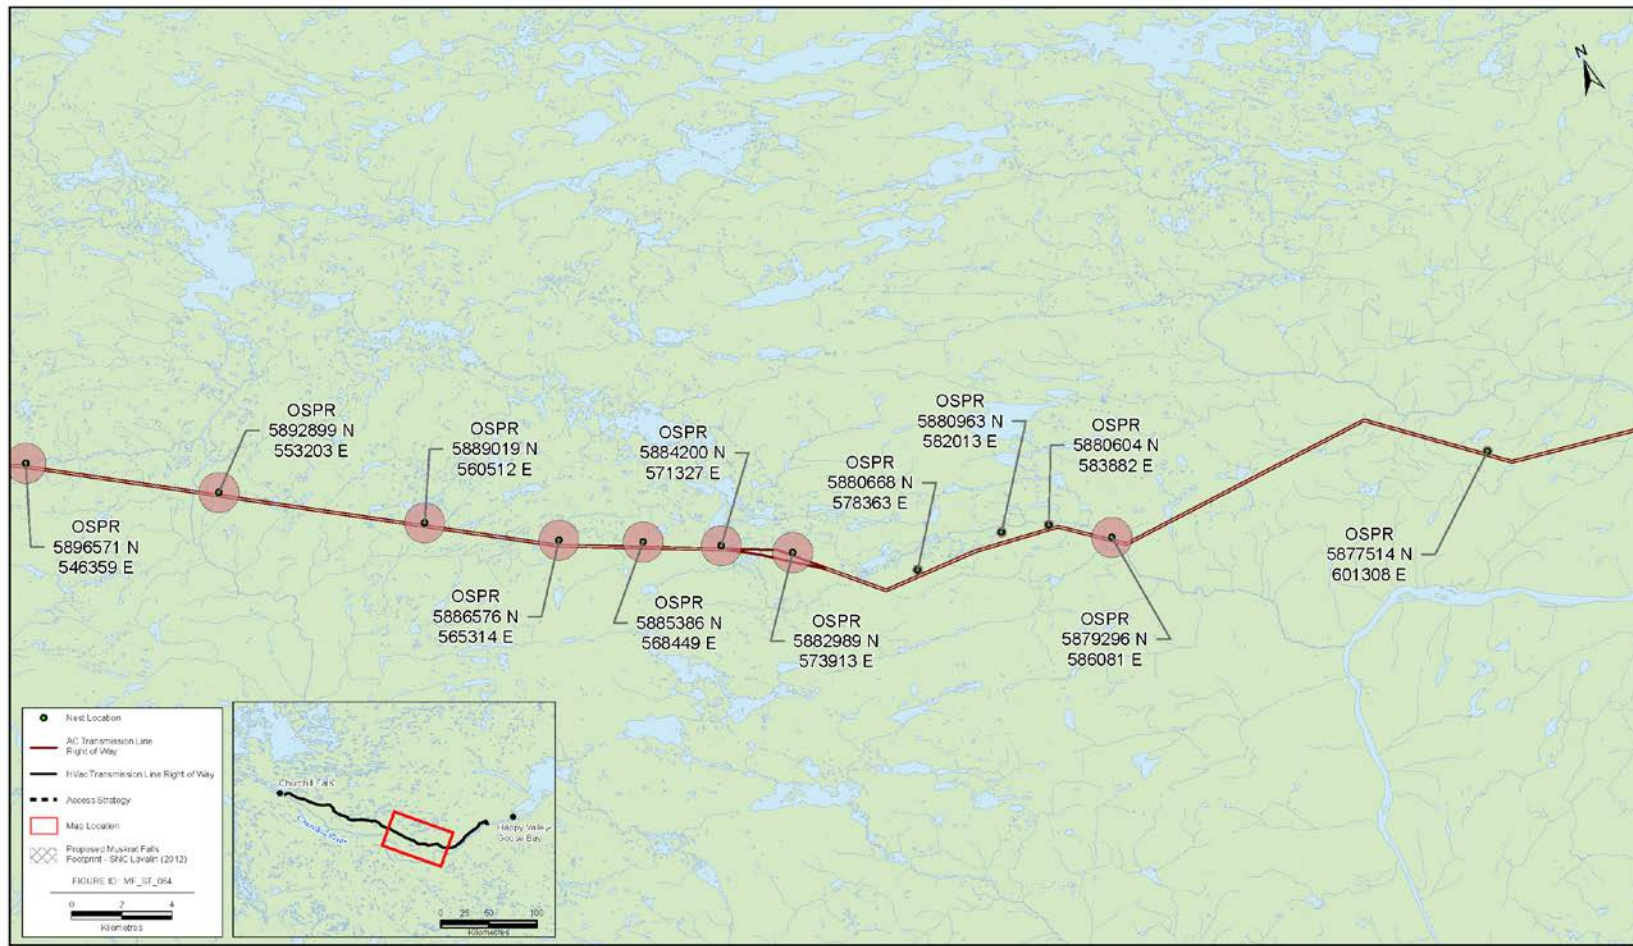 N
OSPR
5892899 N
553203 E
OSPR
5889019 N
560512 E
OSPR
5884200 N
571327 E
OSPR
5880668 N
578363 E
OSPR
5880963 N
582013 E
OSPR
5880604 N
583882 E
OSPR
5896571 N
546359 E
OSPR
5886576 N
565314 E
OSPR
5885386 N
568449 E
OSPR
5882989 N
573913 E
OSPR
5879296 N
586081 E
OSPR
5877514 N
601308 E
Nest Location
AC Transmission Line
Right of Way
HVac Transmission Line Right of Way
Access Strategy
Map Location
Proposed Muskrat Falls
Footprint - SNC Lavalin (2012)
FIGURE ID: MF_ST_064
0 2 4
Kilometres
Churchill Falls
Churchill River
Happy Valley-
Goose Bay
0 25 50 100
Kilometres